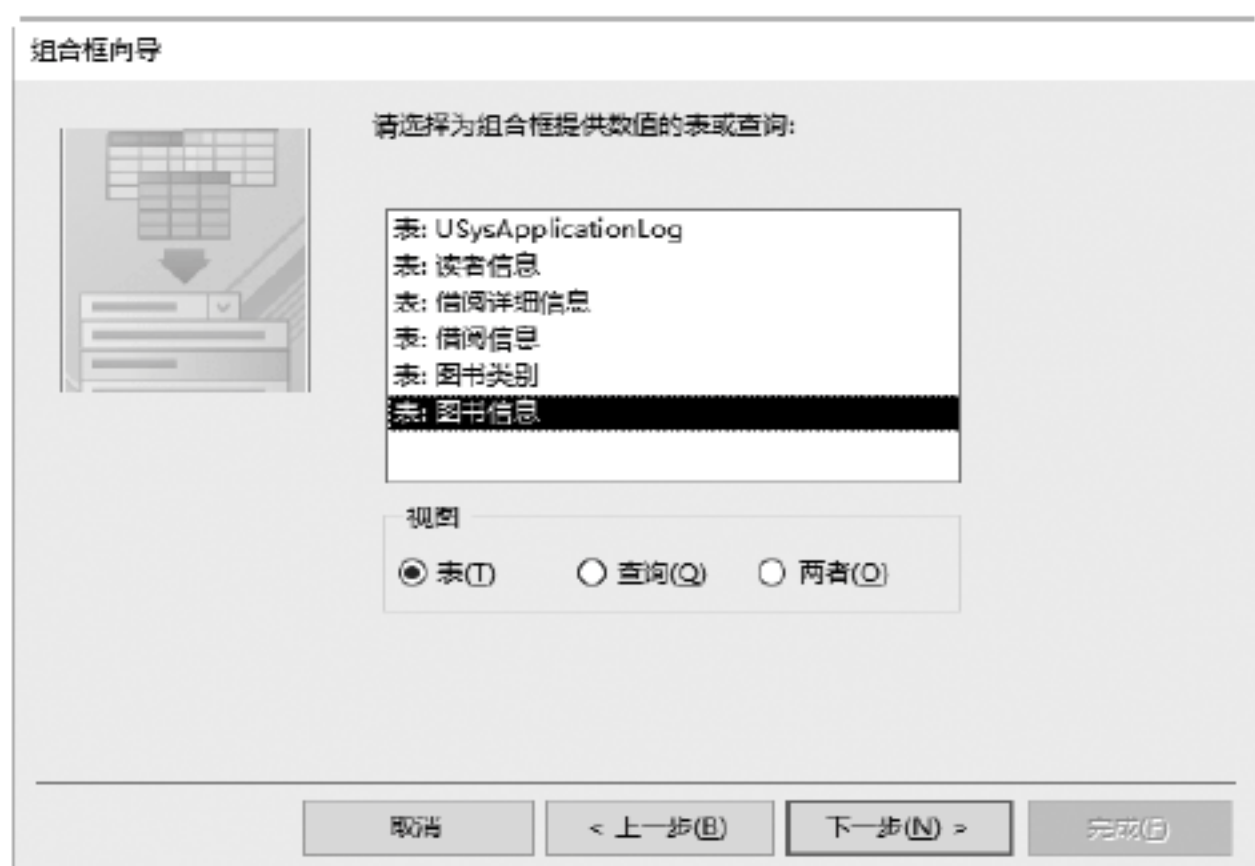 组合框向导
请选择为组合框提供数值的表或查询:
表: USysApplicationLog
表: 读者信息
表: 借阅详细信息
表: 借阅信息
表: 图书类别
表: 图书信息
视图
表(T) 查询(Q) 两者(O)
取消 < 上一步(B) 下一步(N) > 完成(F)